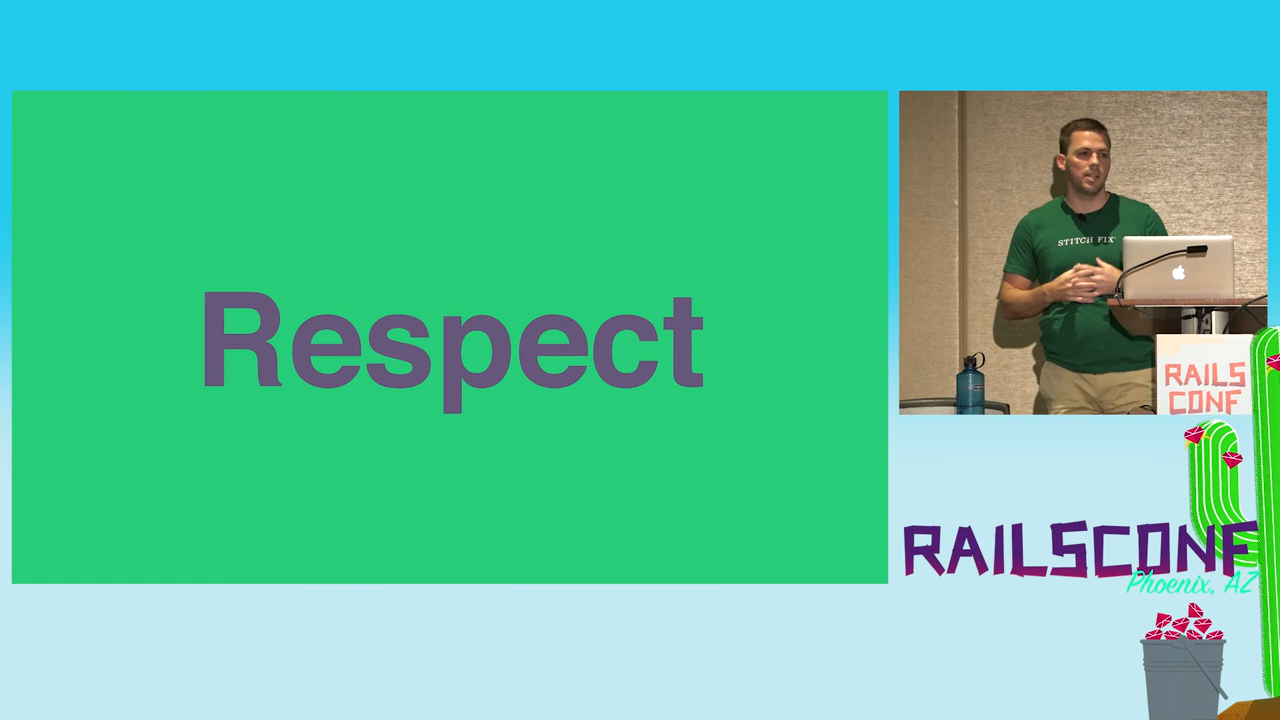 Respect
STITCH FIX
RAILS
CONF
RAILSCONF
Phoenix, AZ